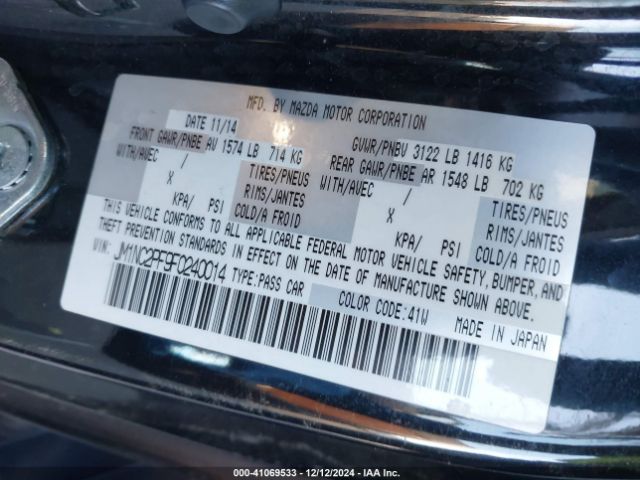 MFD. BY MAZDA MOTOR CORPORATION
DATE 11/14
GVWR/PNBV 3122 LB 1416 KG
FRONT GAWR/PNBE AV 1574 LB 714 KG
REAR GAWR/PNBE AR 1548 LB 702 KG
WITH/AVEC / TIRES/PNEUS
WITH/AVEC / TIRES/PNEUS
X RIMS/JANTES
X RIMS/JANTES
KPA/ PSI COLD/A FROID
KPA/ PSI COLD/A FROID
THIS VEHICLE CONFORMS TO ALL APPLICABLE FEDERAL MOTOR VEHICLE SAFETY, BUMPER, AND
THEFT PREVENTION STANDARDS IN EFFECT ON THE DATE OF MANUFACTURE SHOWN ABOVE.
VIN: JM1NC2PF9F0240014 TYPE:PASS CAR
COLOR CODE:41W MADE IN JAPAN
000-41069533 - 12/12/2024 - IAA Inc.